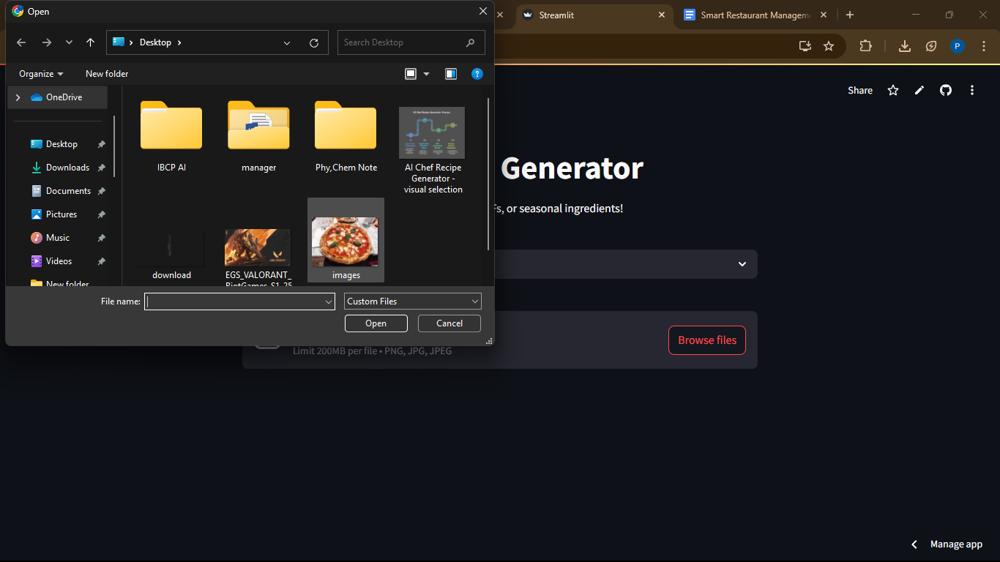 Open
Streamlit
Smart Restaurant Managem
Desktop
Search Desktop
P
Organize
New folder
?
Share
OneDrive
Desktop
Downloads
Documents
Pictures
Music
Videos
New folder
IBCP AI
manager
Phy,Chem Note
AI Chef Recipe
Generator -
visual selection
download
EGS_VALORANT_
RiotGames_S1_25
images
Generator
Fs, or seasonal ingredients!
File name:
Custom Files
Open
Cancel
Browse files
Limit 200MB per file • PNG, JPG, JPEG
Manage app